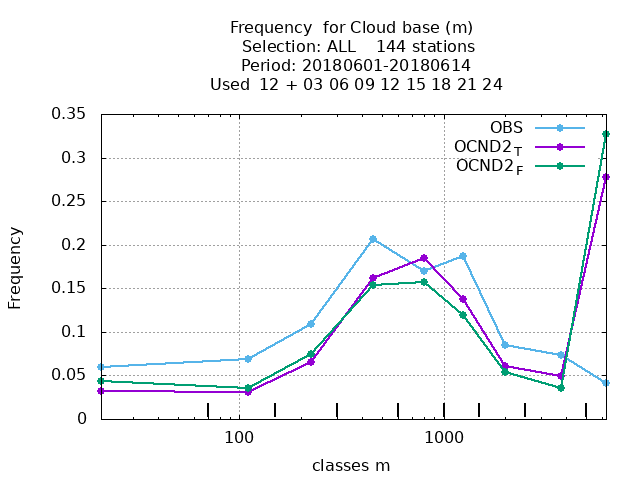 Frequency  for Cloud base (m)
Selection: ALL    144 stations
Period: 20180601-20180614
Used  12 + 03 06 09 12 15 18 21 24
0.35
0.3
0.25
0.2
0.15
0.1
0.05
0
Frequency
OBS
OCND2T
OCND2F
100
1000
classes m